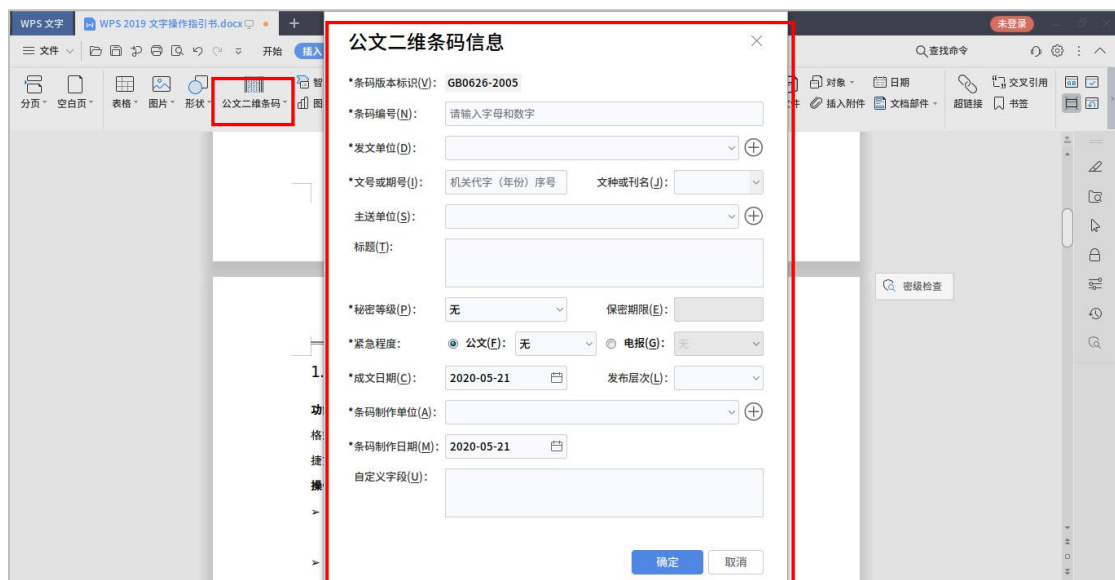 WPS 文字 WPS 2019 文字操作指引书.docx 未登录
文件 开始 插入 查找命令
分页 空白页 表格 图片 形状 公文二维条码 智 图 对象 插入附件 日期 文档部件 超链接 交叉引用 书签
公文二维条码信息
*条码版本标识(V): GB0626-2005
*条码编号(N): 请输入字母和数字
*发文单位(D):
*文号或期号(I): 机关代字（年份）序号 文种或刊名(J):
主送单位(S):
标题(T):
密级检查
*秘密等级(P): 无 保密期限(E):
*紧急程度: 公文(F): 无 电报(G): 无
1.
*成文日期(C): 2020-05-21 发布层次(L):
功
*条码制作单位(A):
格
*条码制作日期(M): 2020-05-21
捷
自定义字段(U):
操
确定 取消